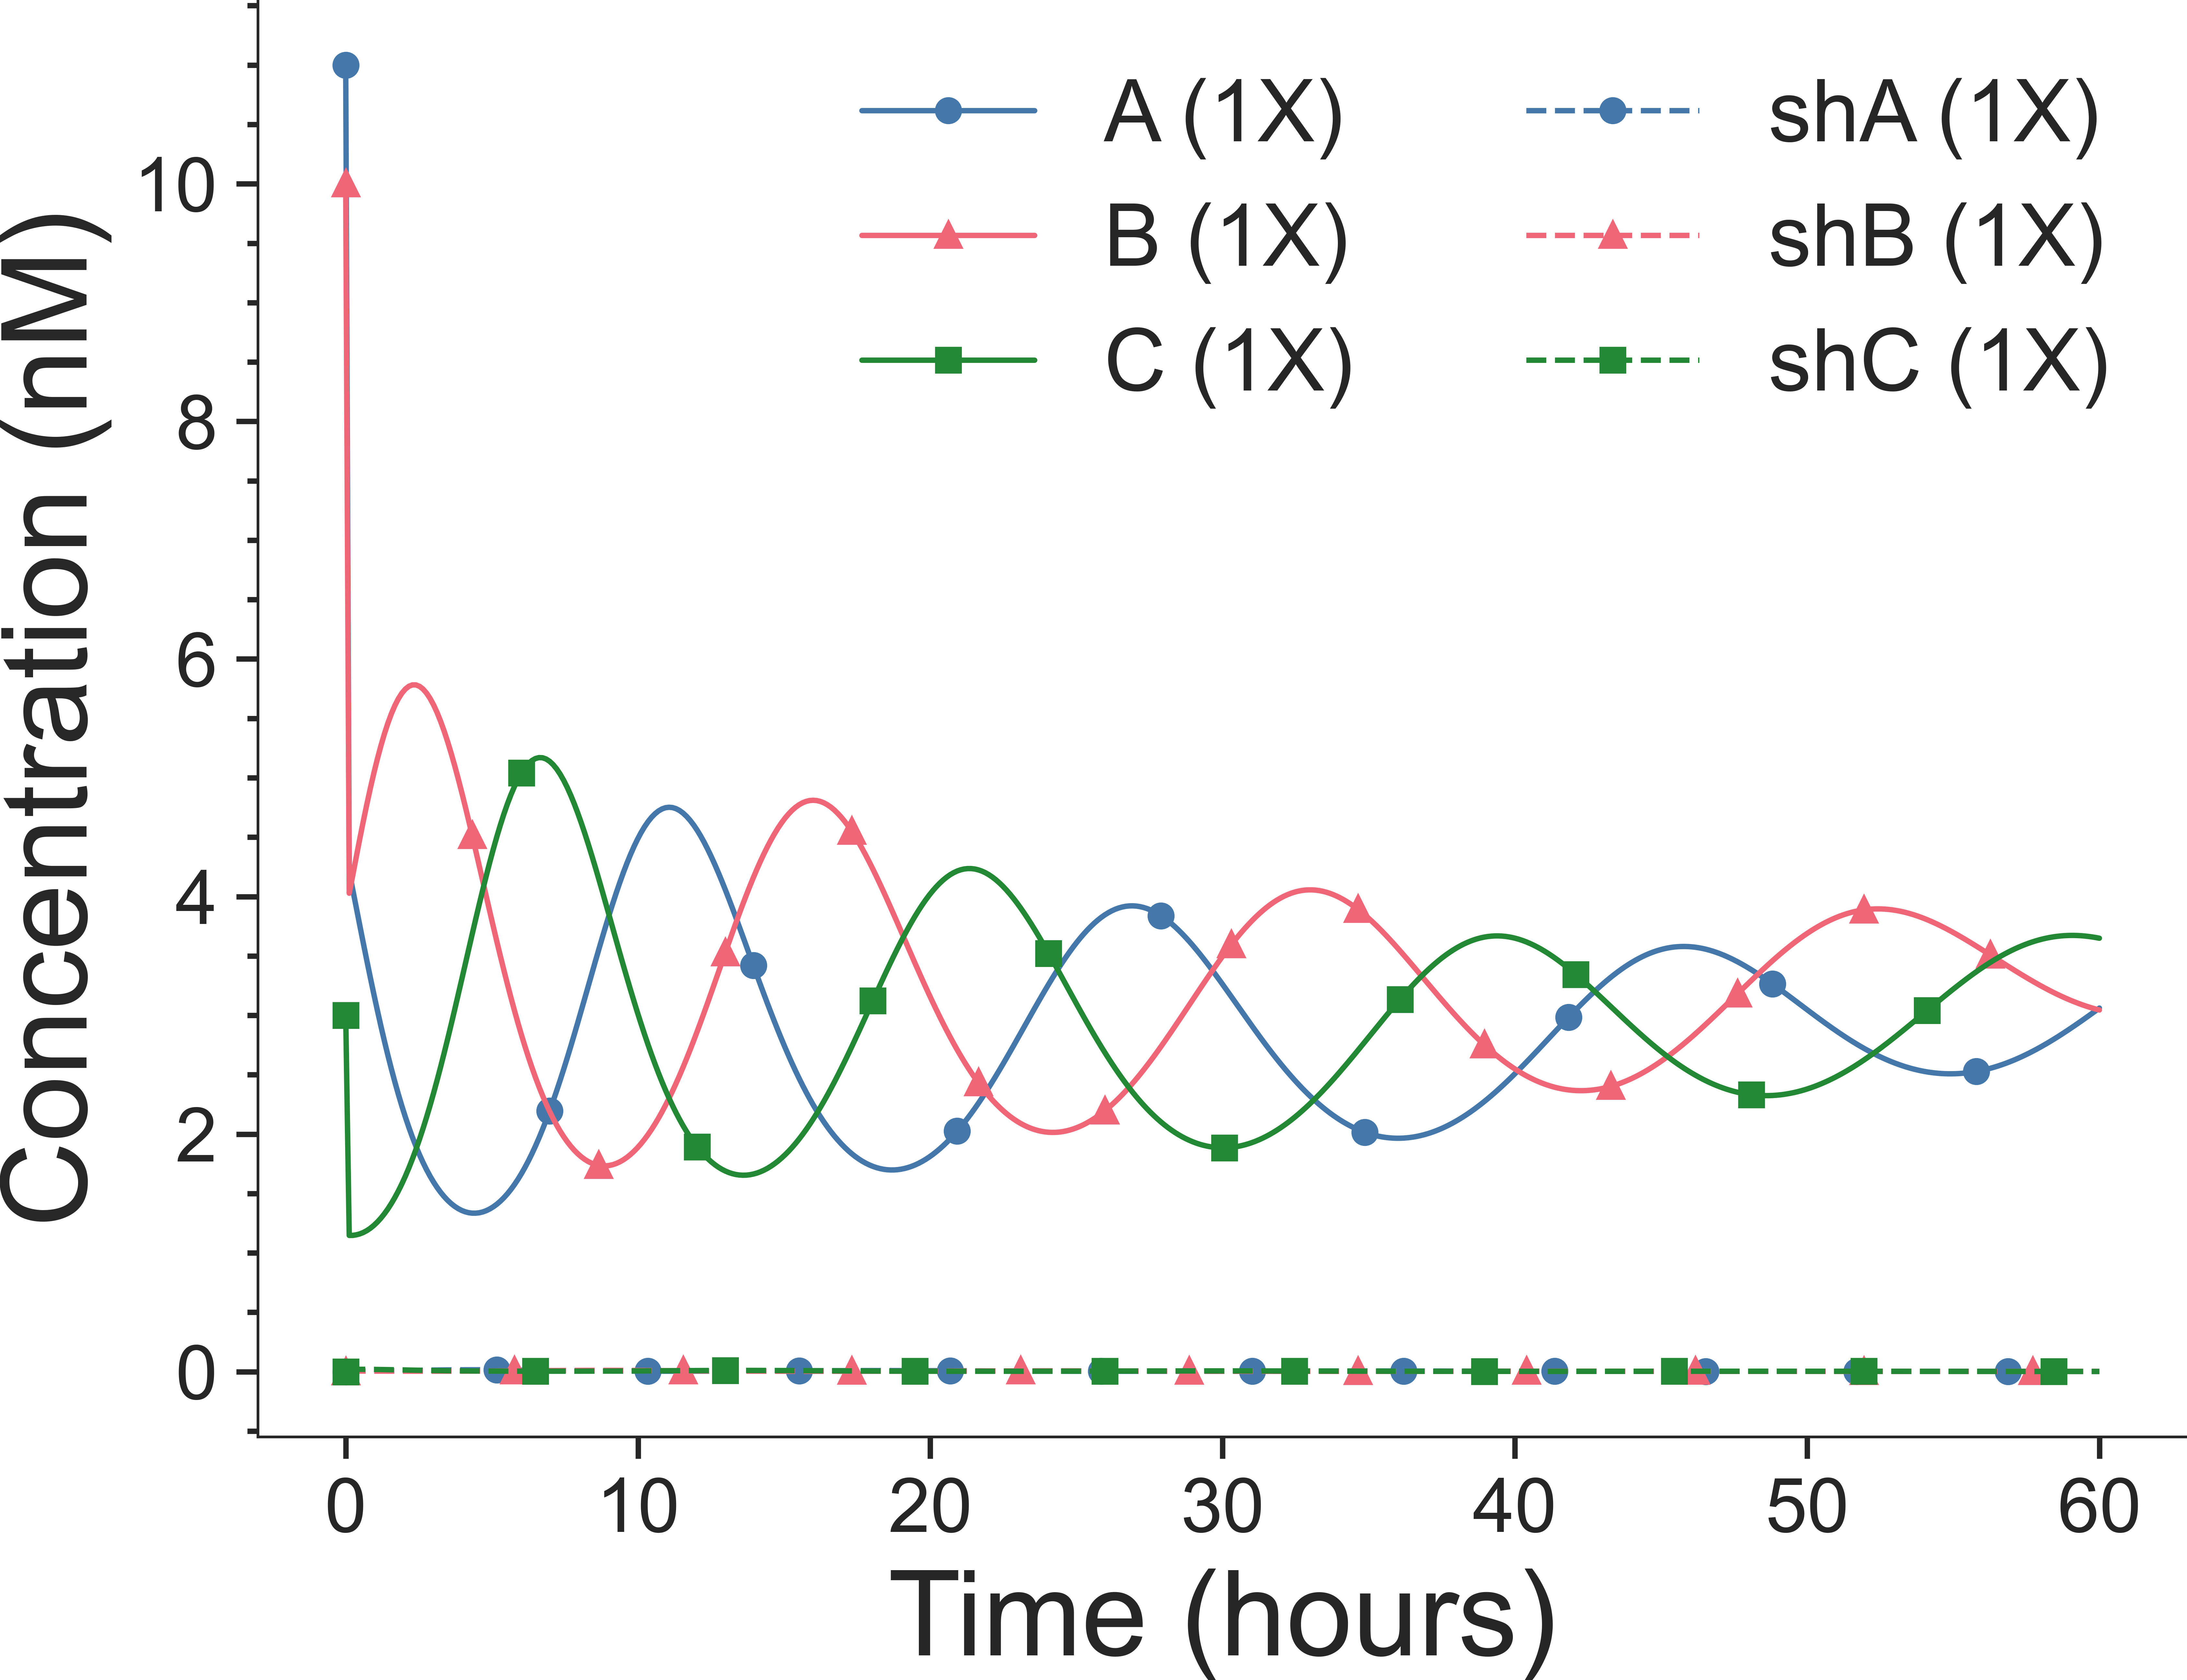 Concentration (nM)
10
8
6
4
2
0
A (1X)
B (1X)
C (1X)
shA (1X)
shB (1X)
shC (1X)
0 10 20 30 40 50 60
Time (hours)